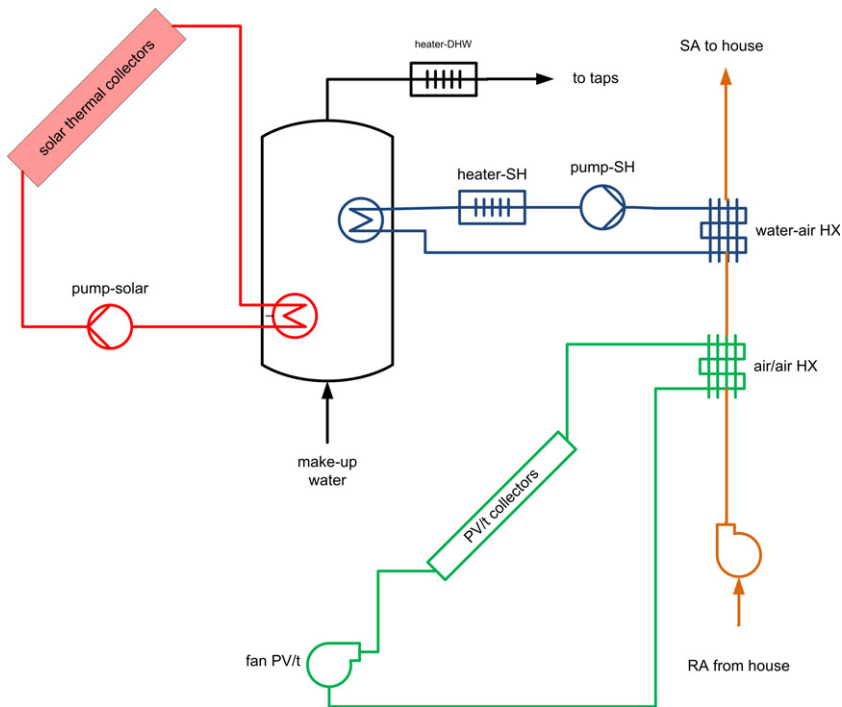 heater-DHW
SA to house
solar thermal collectors
to taps
heater-SH
pump-SH
water-air HX
pump-solar
air/air HX
make-up
water
PV/t collectors
fan PV/t
RA from house